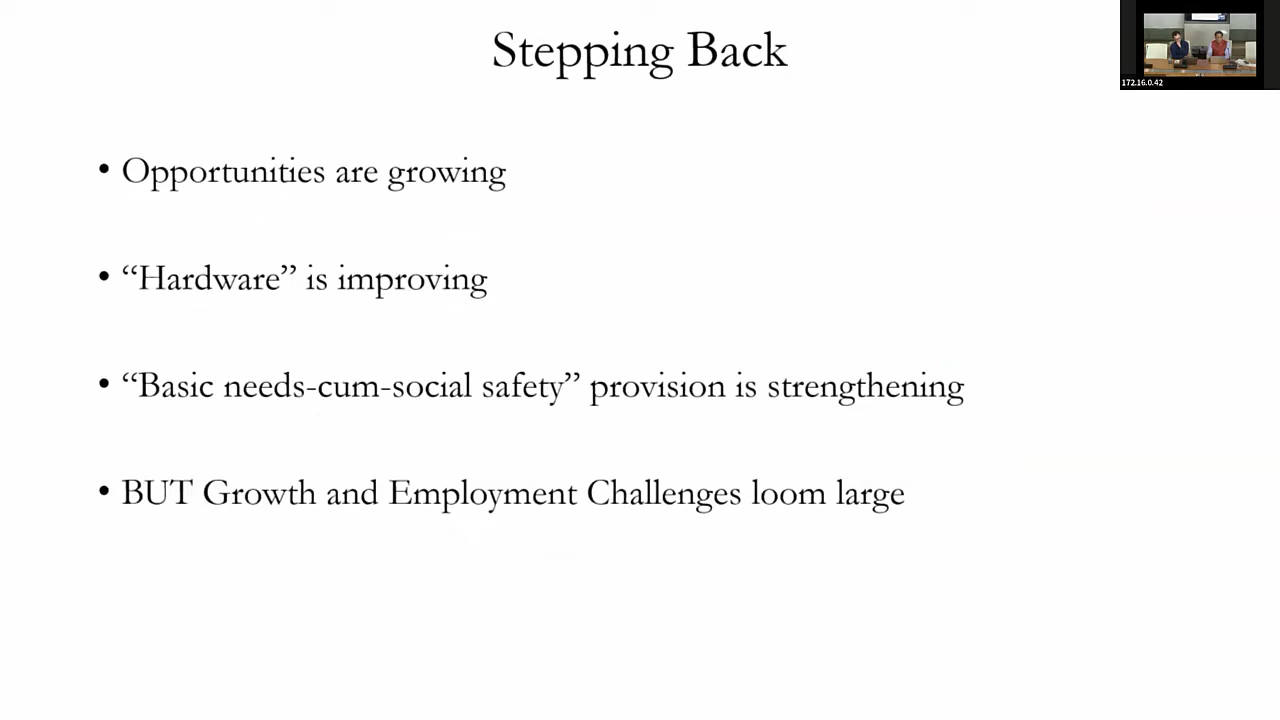 Stepping Back
172.16.0.42
• Opportunities are growing
• “Hardware” is improving
• “Basic needs-cum-social safety” provision is strengthening
• BUT Growth and Employment Challenges loom large